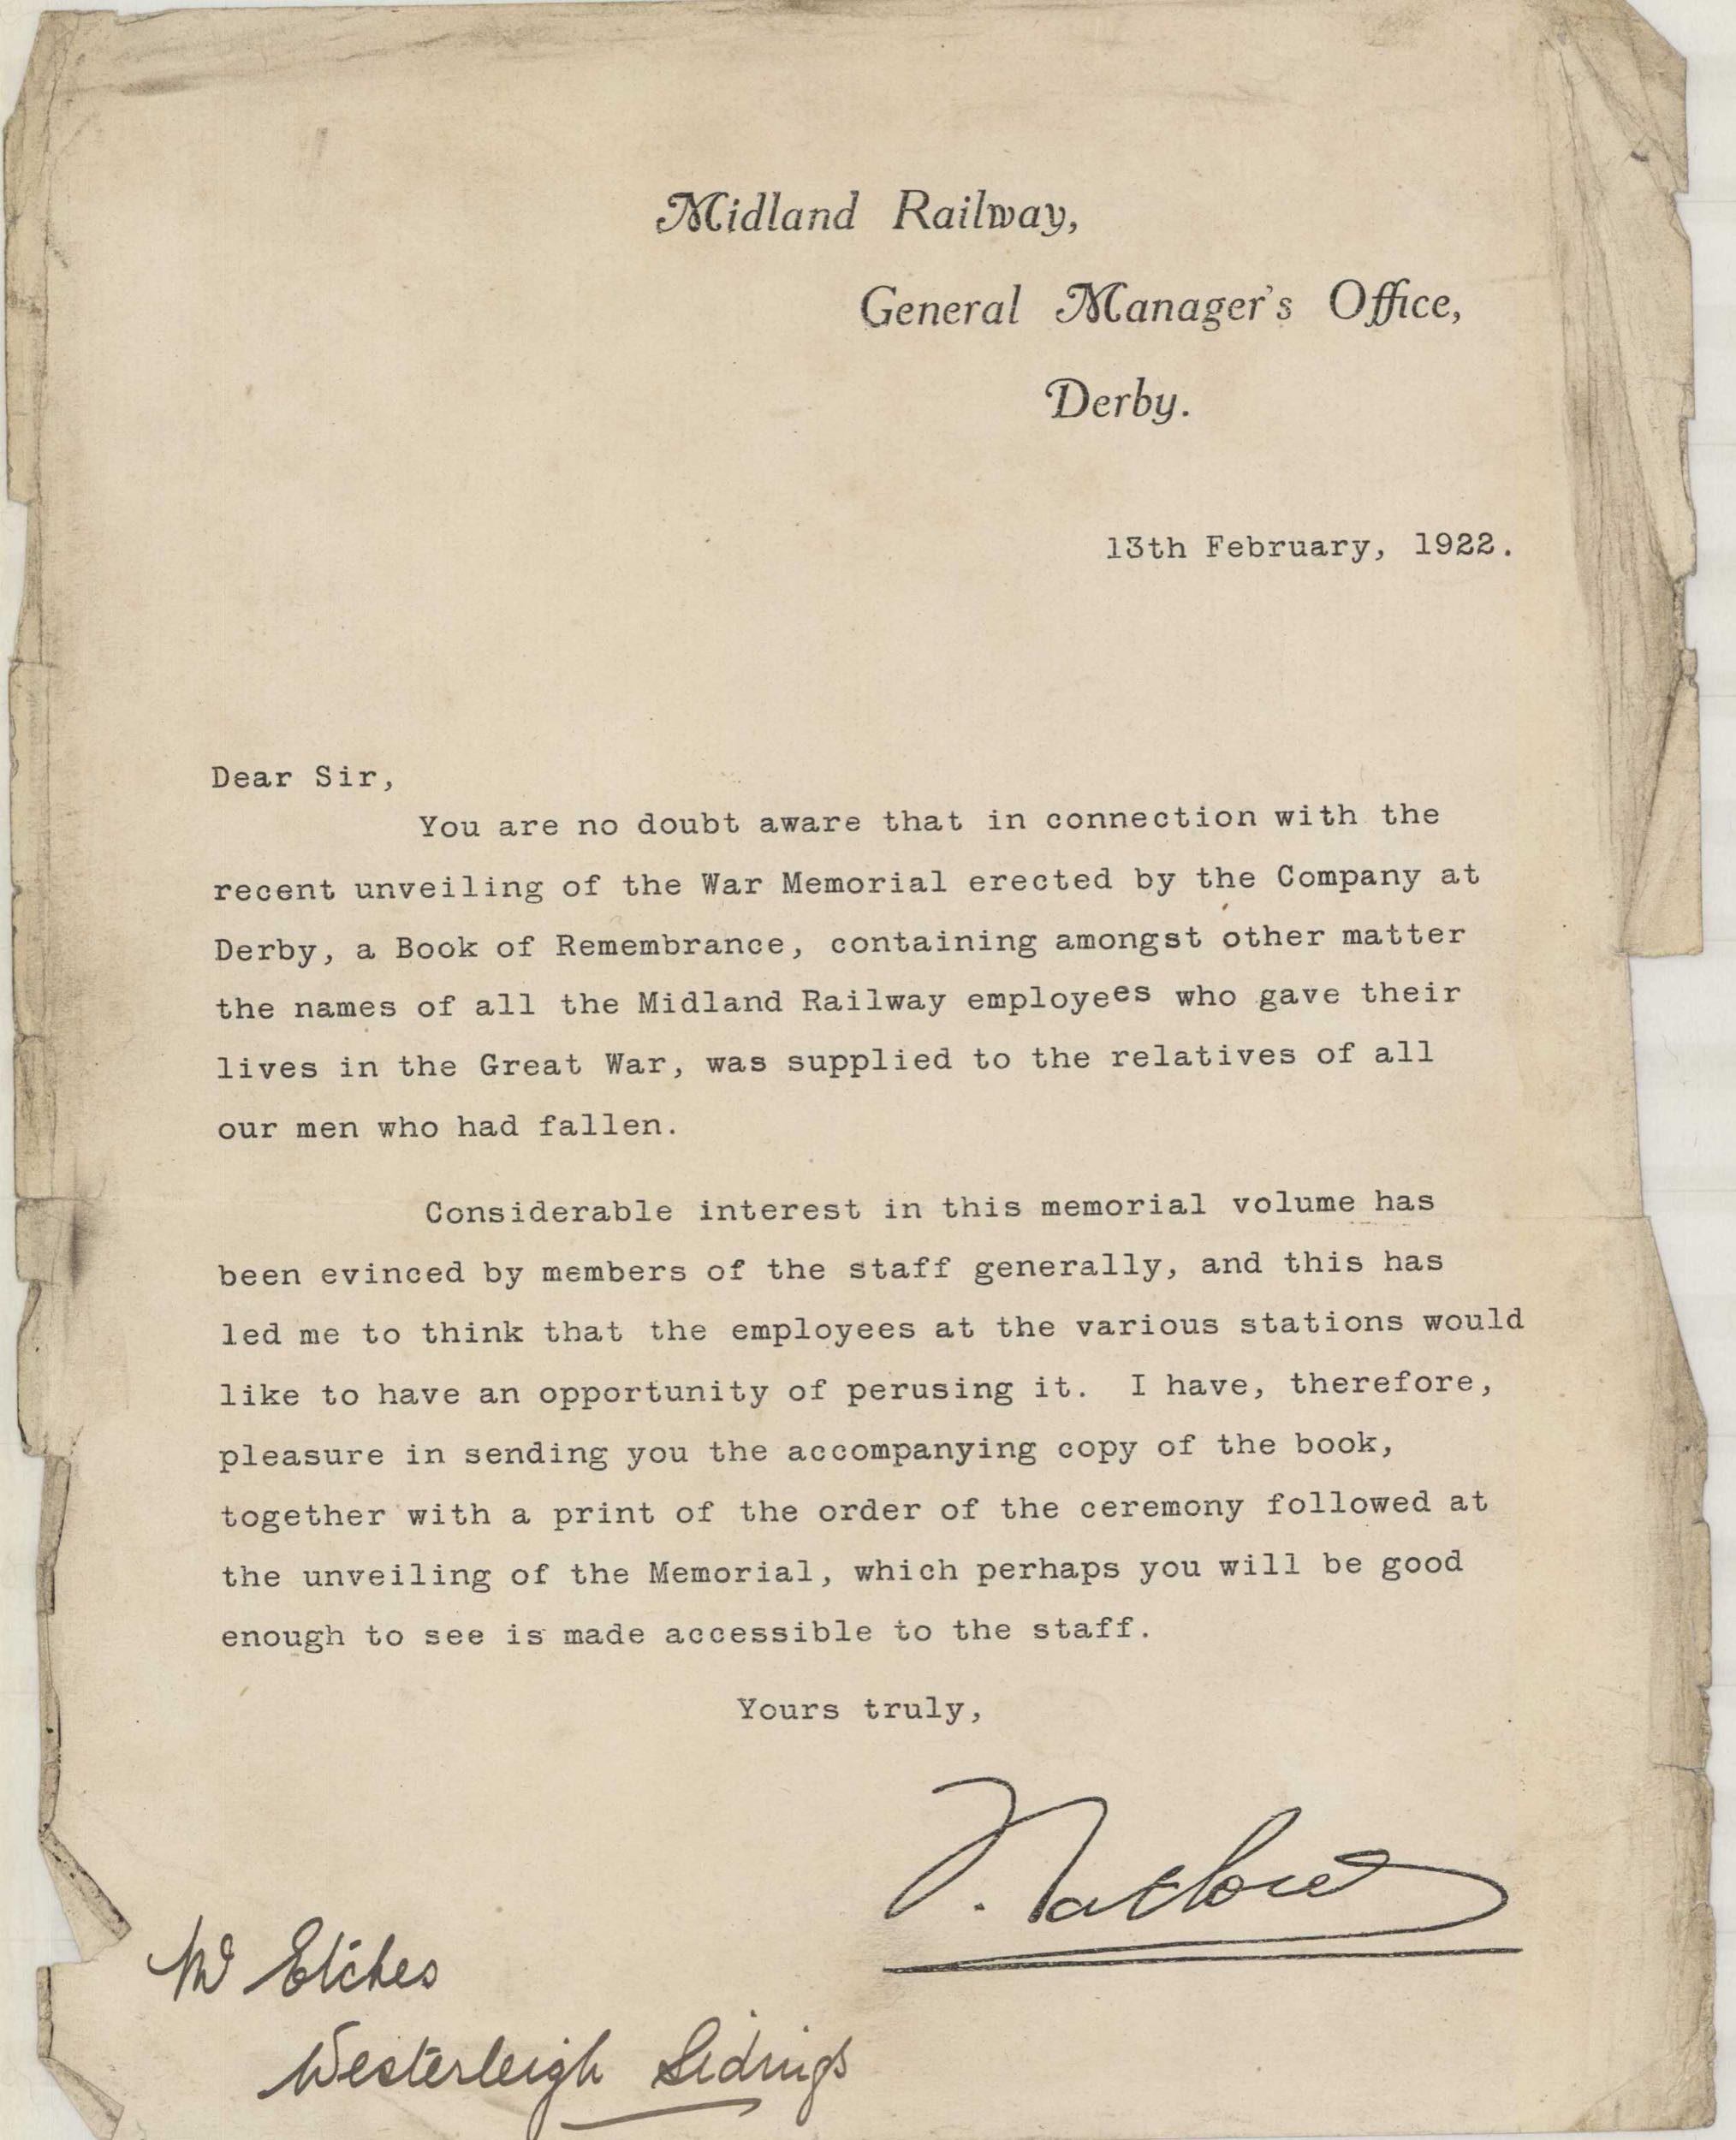 Midland Railway,
General Manager's Office,
Derby.
13th February, 1922.
Dear Sir,
You are no doubt aware that in connection with the
recent unveiling of the War Memorial erected by the Company at
Derby, a Book of Remembrance, containing amongst other matter
the names of all the Midland Railway employees who gave their
lives in the Great War, was supplied to the relatives of all
our men who had fallen.
Considerable interest in this memorial volume has
been evinced by members of the staff generally, and this has
led me to think that the employees at the various stations would
like to have an opportunity of perusing it. I have, therefore,
pleasure in sending you the accompanying copy of the book,
together with a print of the order of the ceremony followed at
the unveiling of the Memorial, which perhaps you will be good
enough to see is made accessible to the staff.
Yours truly,
Tatlow
Mr Etches
Westerleigh Sidings